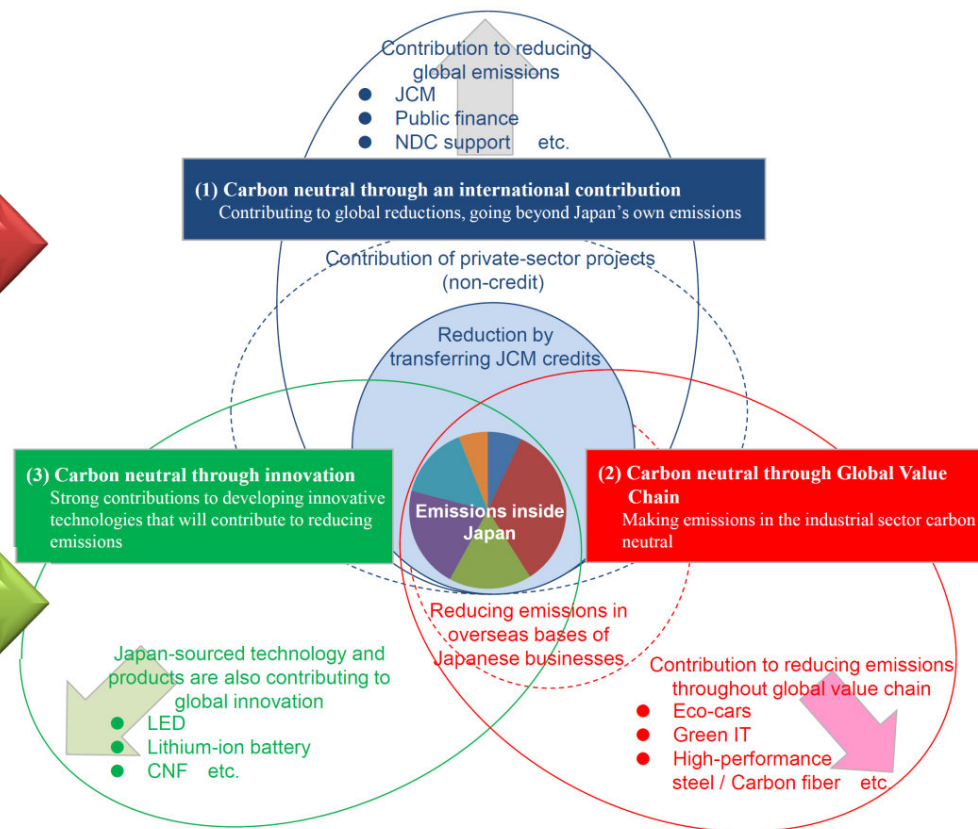 Contribution to reducing
global emissions
● JCM
● Public finance
● NDC support etc.
(1) Carbon neutral through an international contribution
Contributing to global reductions, going beyond Japan's own emissions
Contribution of private-sector projects
(non-credit)
Reduction by
transferring JCM credits
(3) Carbon neutral through innovation
Strong contributions to developing innovative
technologies that will contribute to reducing
emissions
Emissions inside
Japan
(2) Carbon neutral through Global Value
Chain
Making emissions in the industrial sector carbon
neutral
Reducing emissions in
overseas bases of
Japanese businesses
Japan-sourced technology and
products are also contributing to
global innovation
● LED
● Lithium-ion battery
● CNF etc.
Contribution to reducing emissions
throughout global value chain
● Eco-cars
● Green IT
● High-performance
steel / Carbon fiber etc.